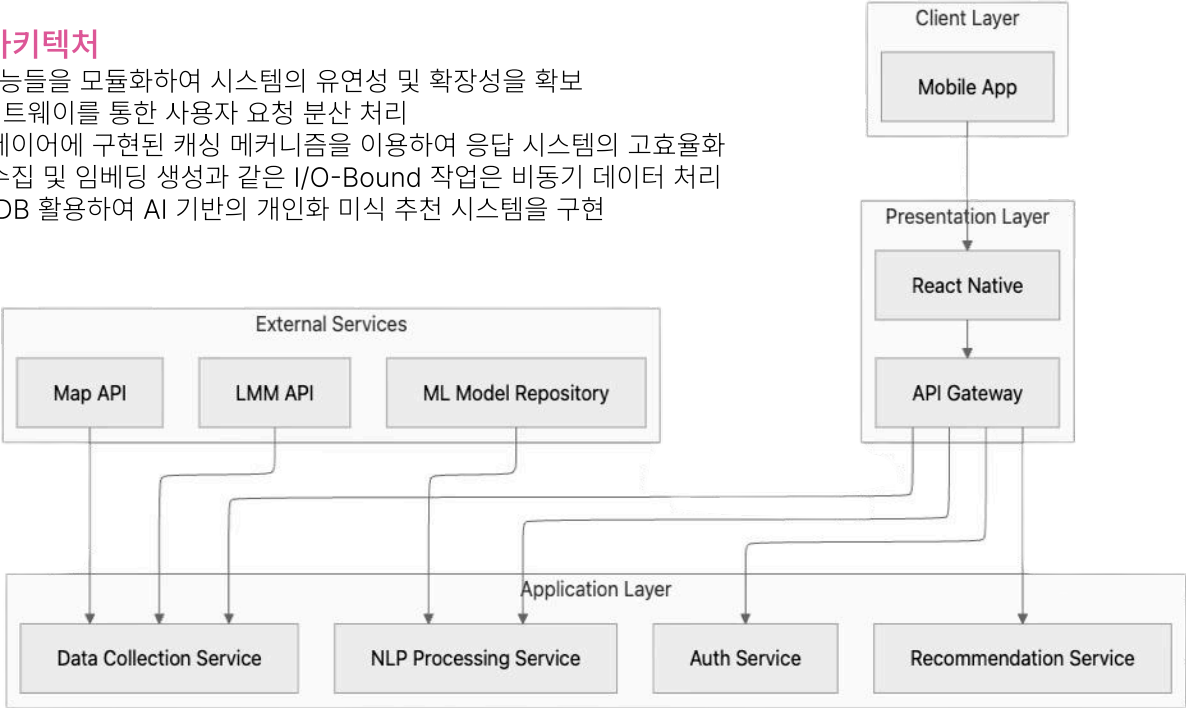 키텍처
능들을 모듈화하여 시스템의 유연성 및 확장성을 확보
트웨이를 통한 사용자 요청 분산 처리
레이어에 구현된 캐싱 메커니즘을 이용하여 응답 시스템의 고효율화
수집 및 임베딩 생성과 같은 I/O-Bound 작업은 비동기 데이터 처리
DB 활용하여 AI 기반의 개인화 미식 추천 시스템을 구현
Client Layer
Mobile App
Presentation Layer
React Native
API Gateway
External Services
Map API
LMM API
ML Model Repository
Application Layer
Data Collection Service
NLP Processing Service
Auth Service
Recommendation Service